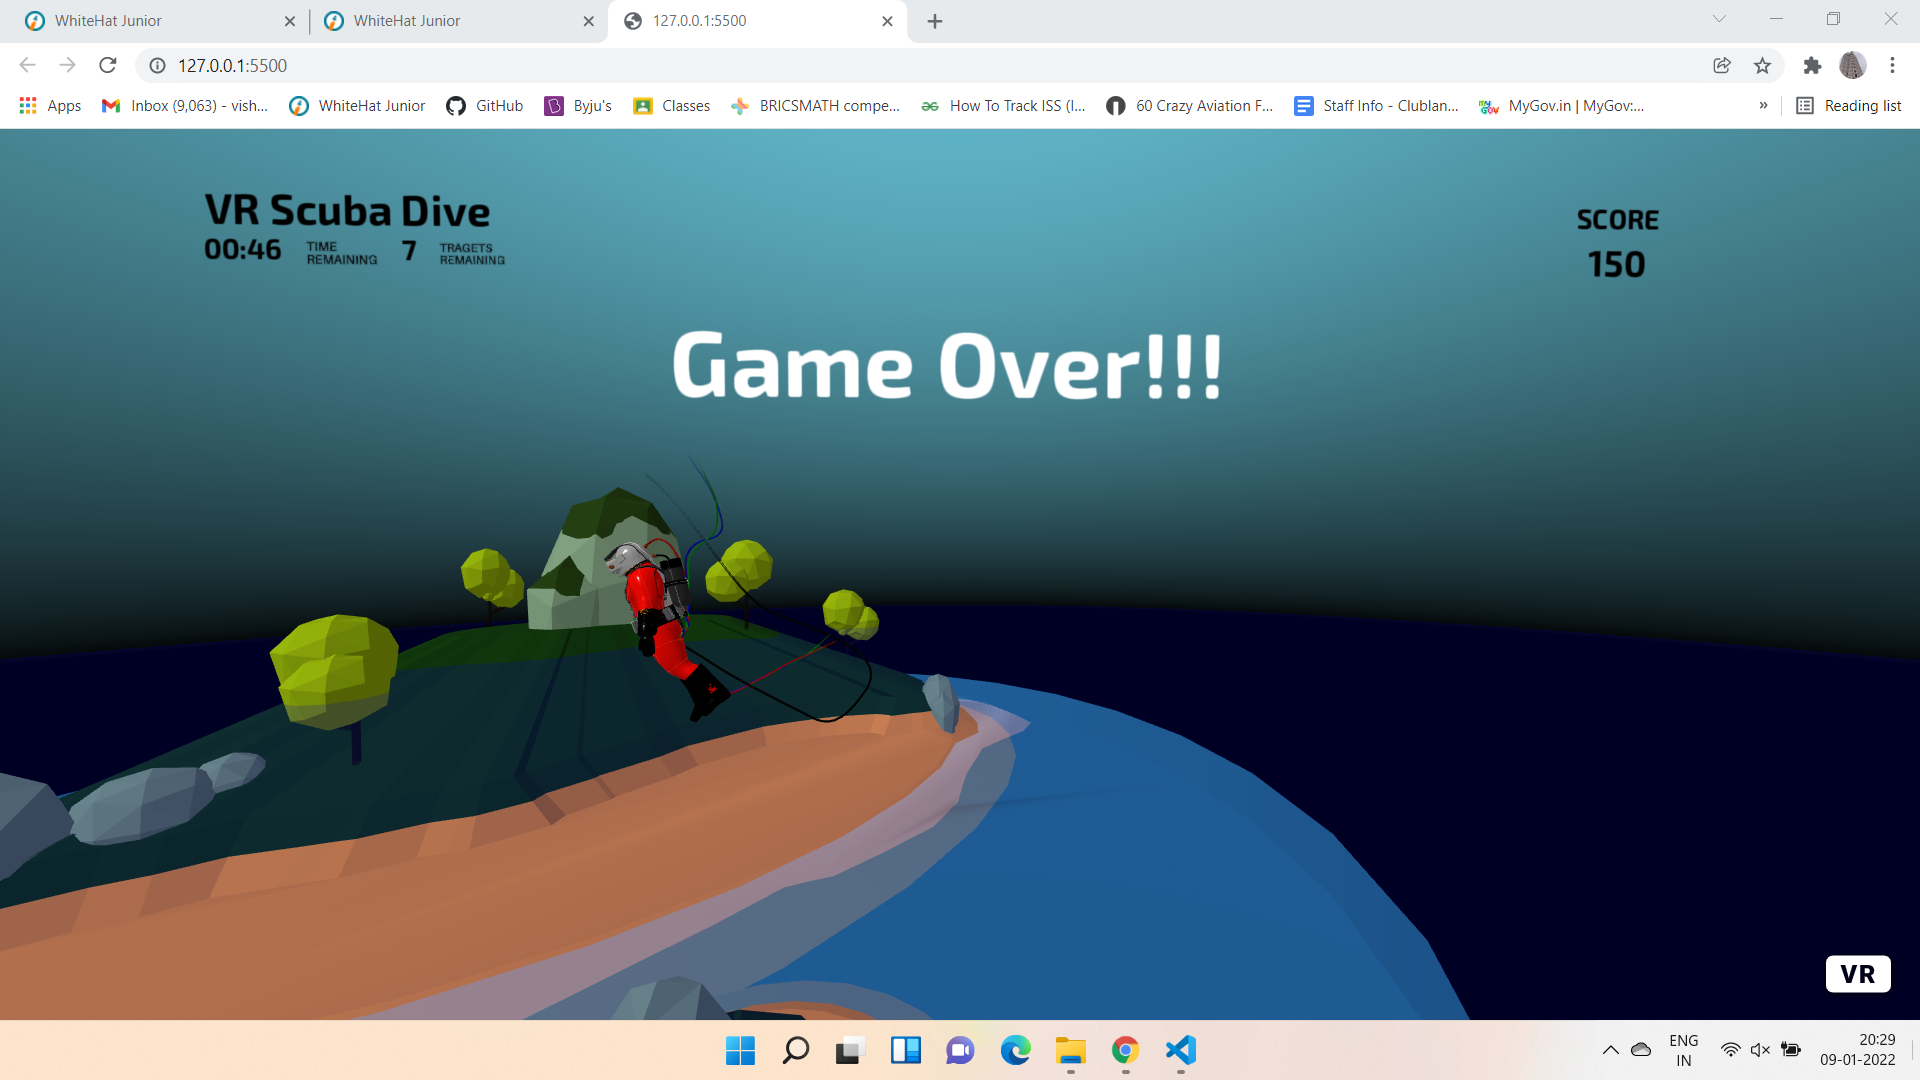 WhiteHat Junior
WhiteHat Junior
127.0.0.1:5500
127.0.0.1:5500
Apps
Inbox (9,063) - vish...
WhiteHat Junior
GitHub
Byju's
Classes
BRICSMATH compe...
How To Track ISS (I...
60 Crazy Aviation F...
Staff Info - Clublan...
MyGov.in | MyGov:...
»
Reading list
VR Scuba Dive
00:46 TIME REMAINING 7 TRAGETS REMAINING
SCORE
150
Game Over!!!
VR
ENG
IN
20:29
09-01-2022